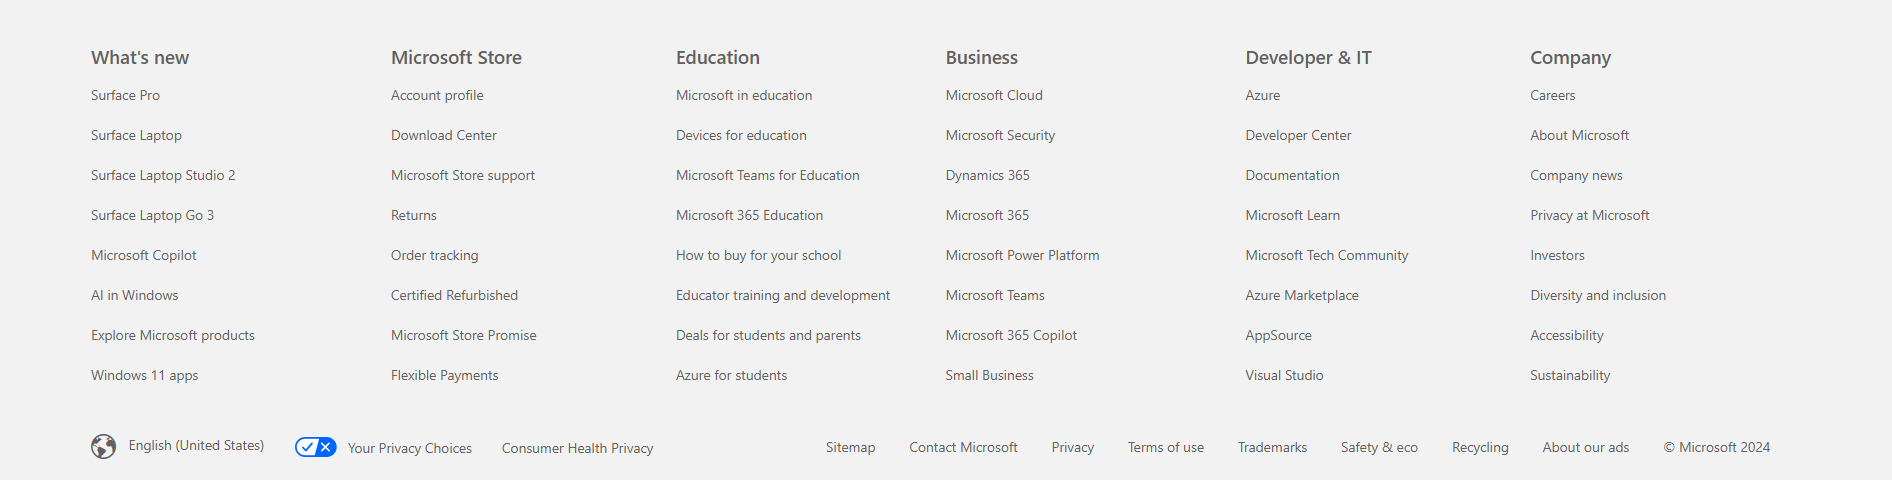 What's new
Surface Pro
Surface Laptop
Surface Laptop Studio 2
Surface Laptop Go 3
Microsoft Copilot
AI in Windows
Explore Microsoft products
Windows 11 apps
Microsoft Store
Account profile
Download Center
Microsoft Store support
Returns
Order tracking
Certified Refurbished
Microsoft Store Promise
Flexible Payments
Education
Microsoft in education
Devices for education
Microsoft Teams for Education
Microsoft 365 Education
How to buy for your school
Educator training and development
Deals for students and parents
Azure for students
Business
Microsoft Cloud
Microsoft Security
Dynamics 365
Microsoft 365
Microsoft Power Platform
Microsoft Teams
Microsoft 365 Copilot
Small Business
Developer & IT
Azure
Developer Center
Documentation
Microsoft Learn
Microsoft Tech Community
Azure Marketplace
AppSource
Visual Studio
Company
Careers
About Microsoft
Company news
Privacy at Microsoft
Investors
Diversity and inclusion
Accessibility
Sustainability
English (United States) Your Privacy Choices Consumer Health Privacy Sitemap Contact Microsoft Privacy Terms of use Trademarks Safety & eco Recycling About our ads © Microsoft 2024